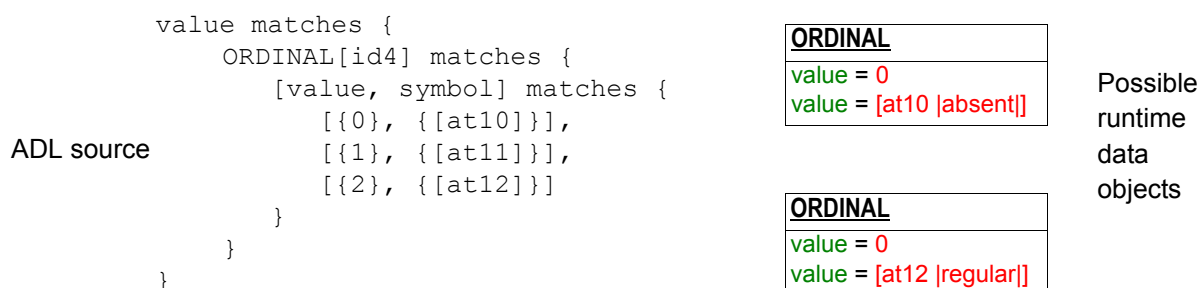 value matches {
ORDINAL[id4] matches {
[value, symbol] matches {
[{0}, {[at10]}],
[{1}, {[at11]}],
[{2}, {[at12]}]
}
}
}
ADL source
ORDINAL
value = 0
value = [at10 |absent|]
ORDINAL
value = 0
value = [at12 |regular|]
Possible
runtime
data
objects